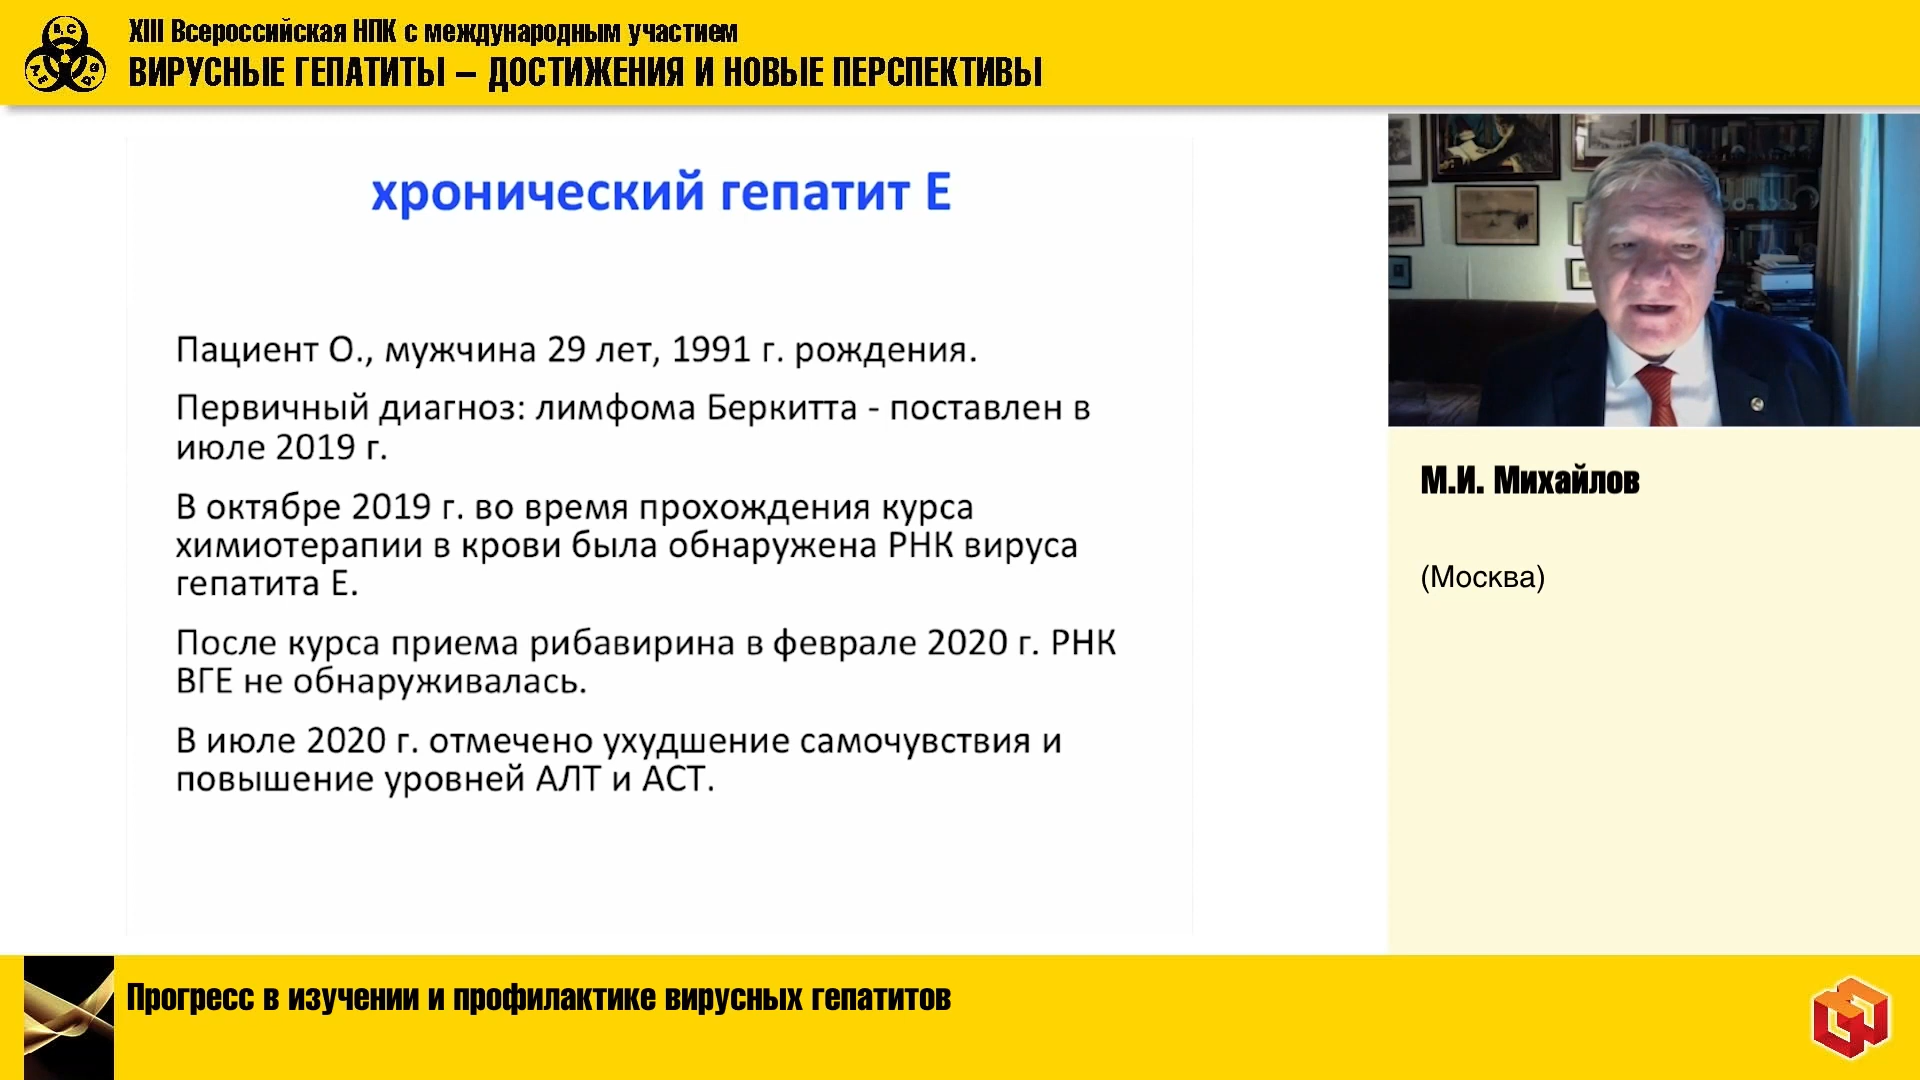 XIII Всероссийская НПК с международным участием
ВИРУСНЫЕ ГЕПАТИТЫ – ДОСТИЖЕНИЯ И НОВЫЕ ПЕРСПЕКТИВЫ
B, C
хронический гепатит Е
Пациент О., мужчина 29 лет, 1991 г. рождения.
Первичный диагноз: лимфома Беркитта - поставлен в
июле 2019 г.
В октябре 2019 г. во время прохождения курса
химиотерапии в крови была обнаружена РНК вируса
гепатита Е.
После курса приема рибавирина в феврале 2020 г. РНК
ВГЕ не обнаруживалась.
В июле 2020 г. отмечено ухудшение самочувствия и
повышение уровней АЛТ и АСТ.
М.И. Михайлов
(Москва)
Прогресс в изучении и профилактике вирусных гепатитов